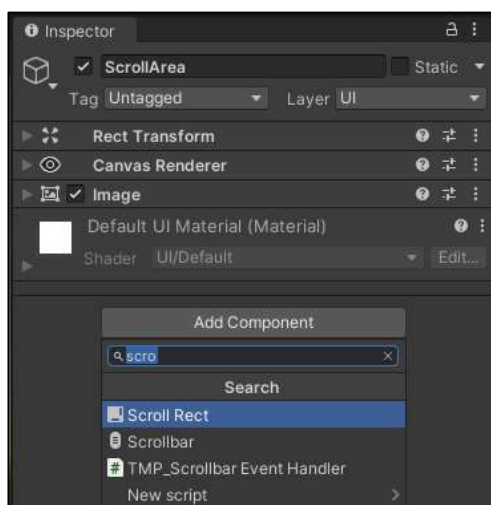 Inspector
ScrollArea Static
Tag Untagged Layer UI
Rect Transform
Canvas Renderer
Image
Default UI Material (Material)
Shader UI/Default Edit...
Add Component
scro
Search
Scroll Rect
Scrollbar
TMP_Scrollbar Event Handler
New script